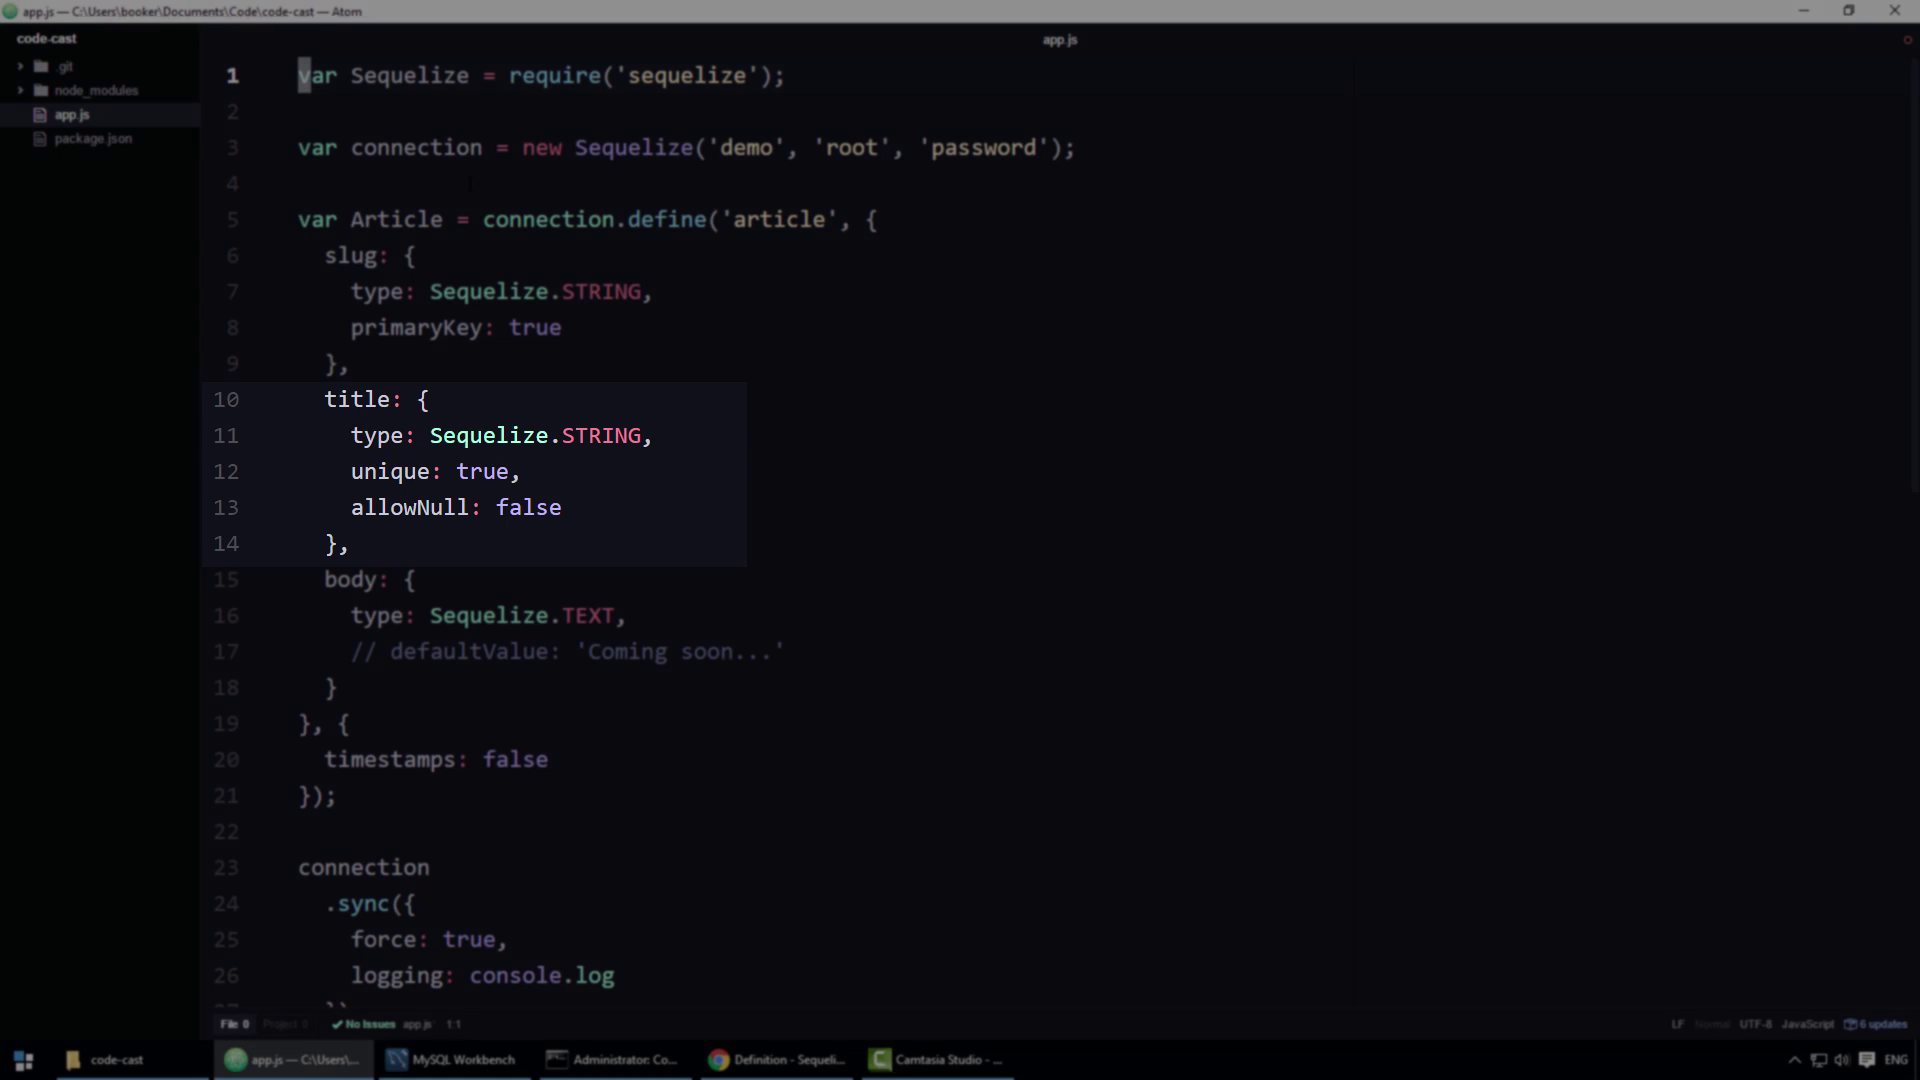 app.js — C:\Users\booker\Documents\Code\code-cast — Atom
code-cast
.git
node_modules
app.js
package.json
app.js
1 var Sequelize = require('sequelize');
2
3 var connection = new Sequelize('demo', 'root', 'password');
4
5 var Article = connection.define('article', {
6 slug: {
7 type: Sequelize.STRING,
8 primaryKey: true
9 },
10 title: {
11 type: Sequelize.STRING,
12 unique: true,
13 allowNull: false
14 },
15 body: {
16 type: Sequelize.TEXT,
17 // defaultValue: 'Coming soon...'
18 }
19 }, {
20 timestamps: false
21 });
22
23 connection
24 .sync({
25 force: true,
26 logging: console.log
File 0 Project 0 No Issues app.js 1:1 LF Normal UTF-8 JavaScript 6 updates
code-cast app.js — C:\Users\... MySQL Workbench Administrator: Co... Definition - Sequeli... Camtasia Studio - ... ENG